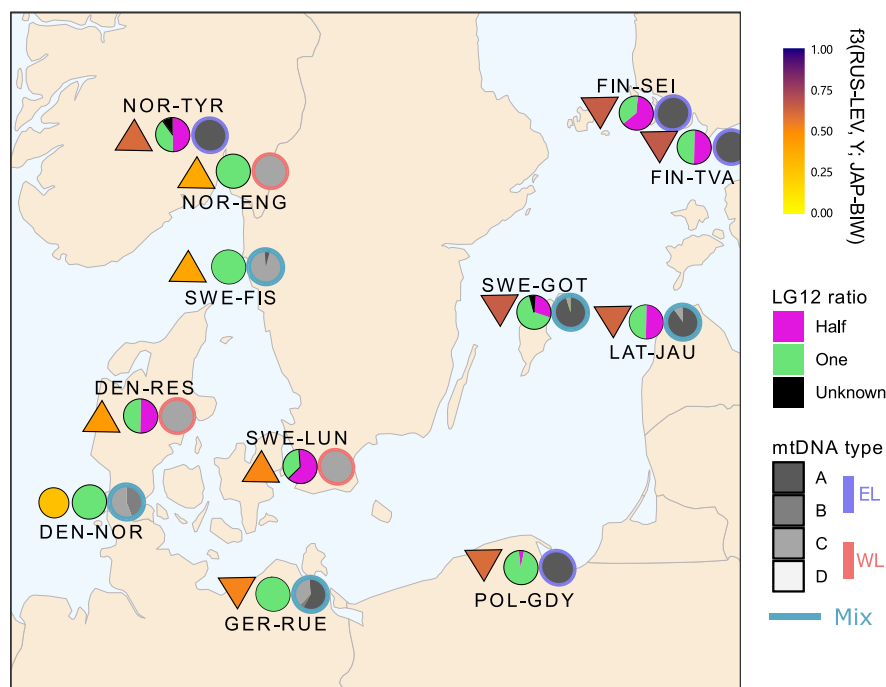 NOR-TYR
NOR-ENG
SWE-FIS
DEN-RES
SWE-LUN
DEN-NOR
GER-RUE
POL-GDY
SWE-GOT
LAT-JAU
FIN-SEI
FIN-TVA
1.00
0.75
0.50
0.25
0.00
f3(RUS-LEV, Y; JAP-BIW)
LG12 ratio
Half
One
Unknown
mtDNA type
A
B
EL
C
D
WL
Mix